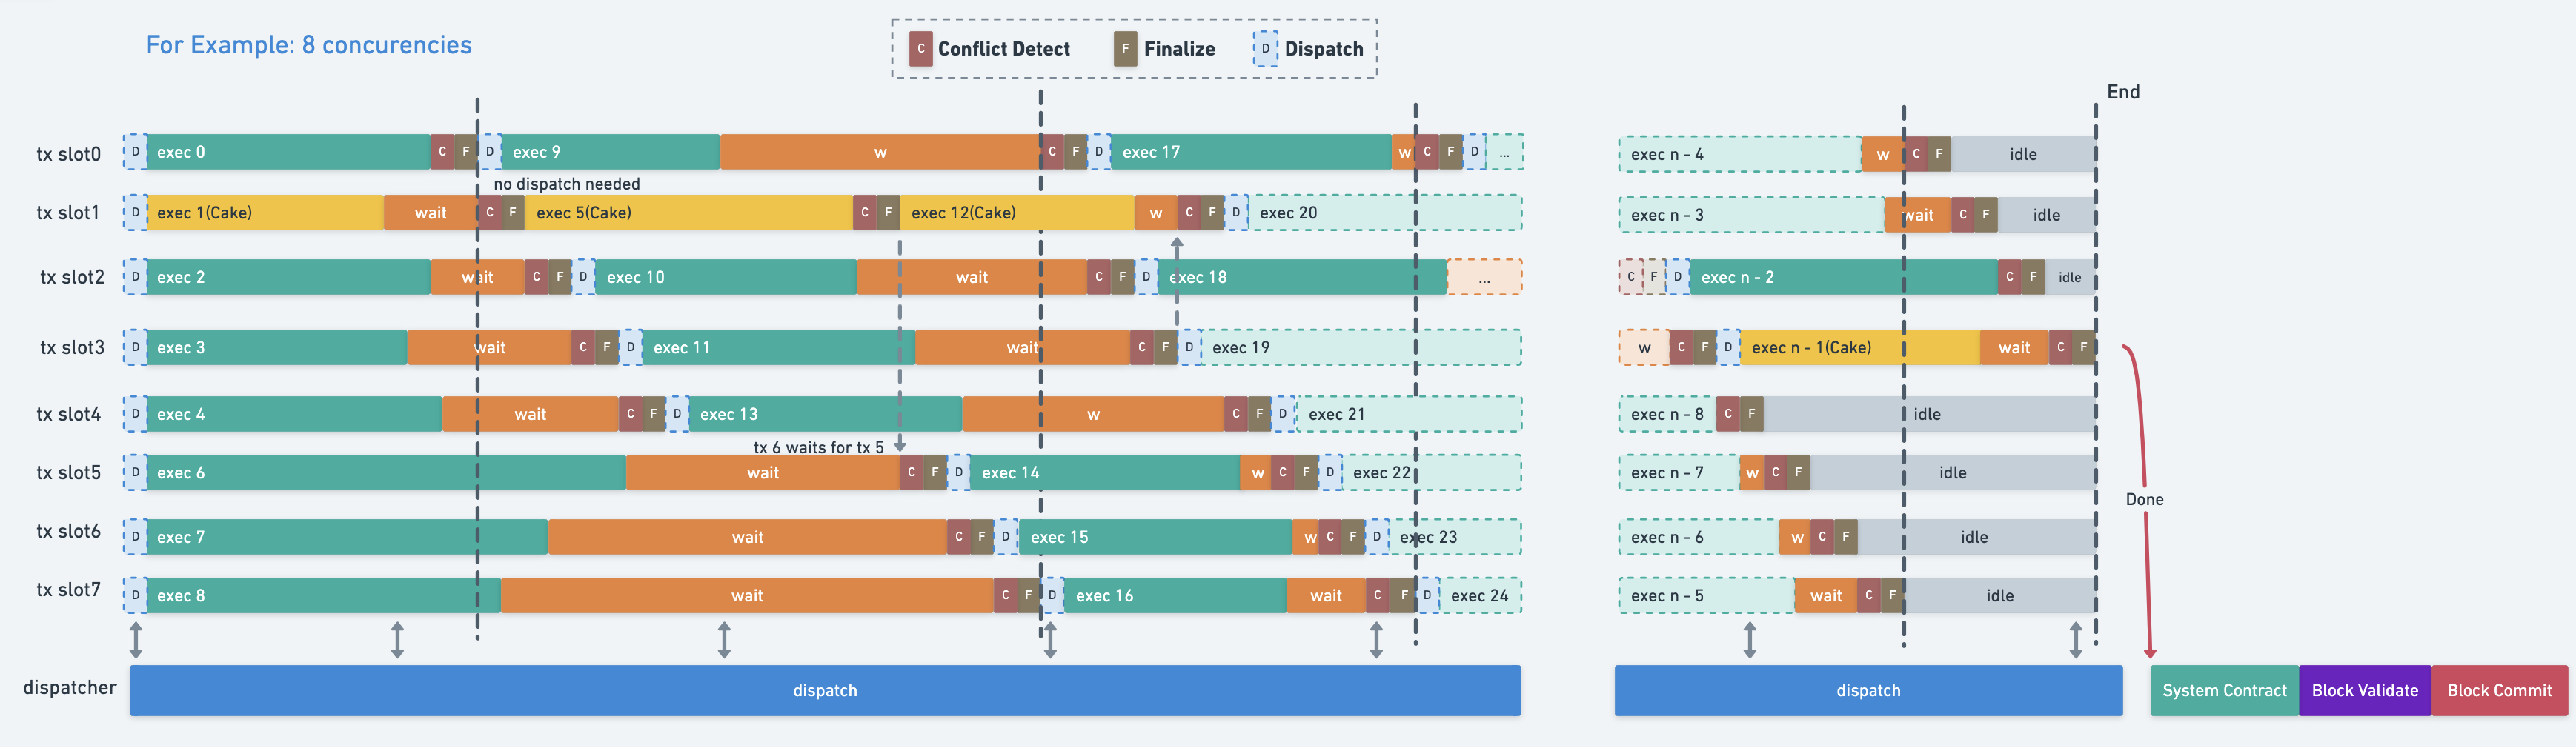 For Example: 8 concurencies
C Conflict Detect F Finalize D Dispatch
End
tx slot0 D exec 0 C F D exec 9 w C F D exec 17 w C F D ... exec n - 4 w C F idle
no dispatch needed
tx slot1 D exec 1(Cake) wait C F exec 5(Cake) C F exec 12(Cake) w C F D exec 20 exec n - 3 wait C F idle
tx slot2 D exec 2 wait C F D exec 10 wait C F D exec 18 ... C F D exec n - 2 C F idle
tx slot3 D exec 3 wait C F D exec 11 wait C F D exec 19 w C F D exec n - 1(Cake) wait C F
tx slot4 D exec 4 wait C F D exec 13 w C F D exec 21 exec n - 8 C F idle
tx 6 waits for tx 5
tx slot5 D exec 6 wait C F D exec 14 w C F D exec 22 exec n - 7 w C F idle
Done
tx slot6 D exec 7 wait C F D exec 15 w C F D exec 23 exec n - 6 w C F idle
tx slot7 D exec 8 wait C F D exec 16 wait C F D exec 24 exec n - 5 wait C F idle
dispatcher dispatch dispatch System Contract Block Validate Block Commit